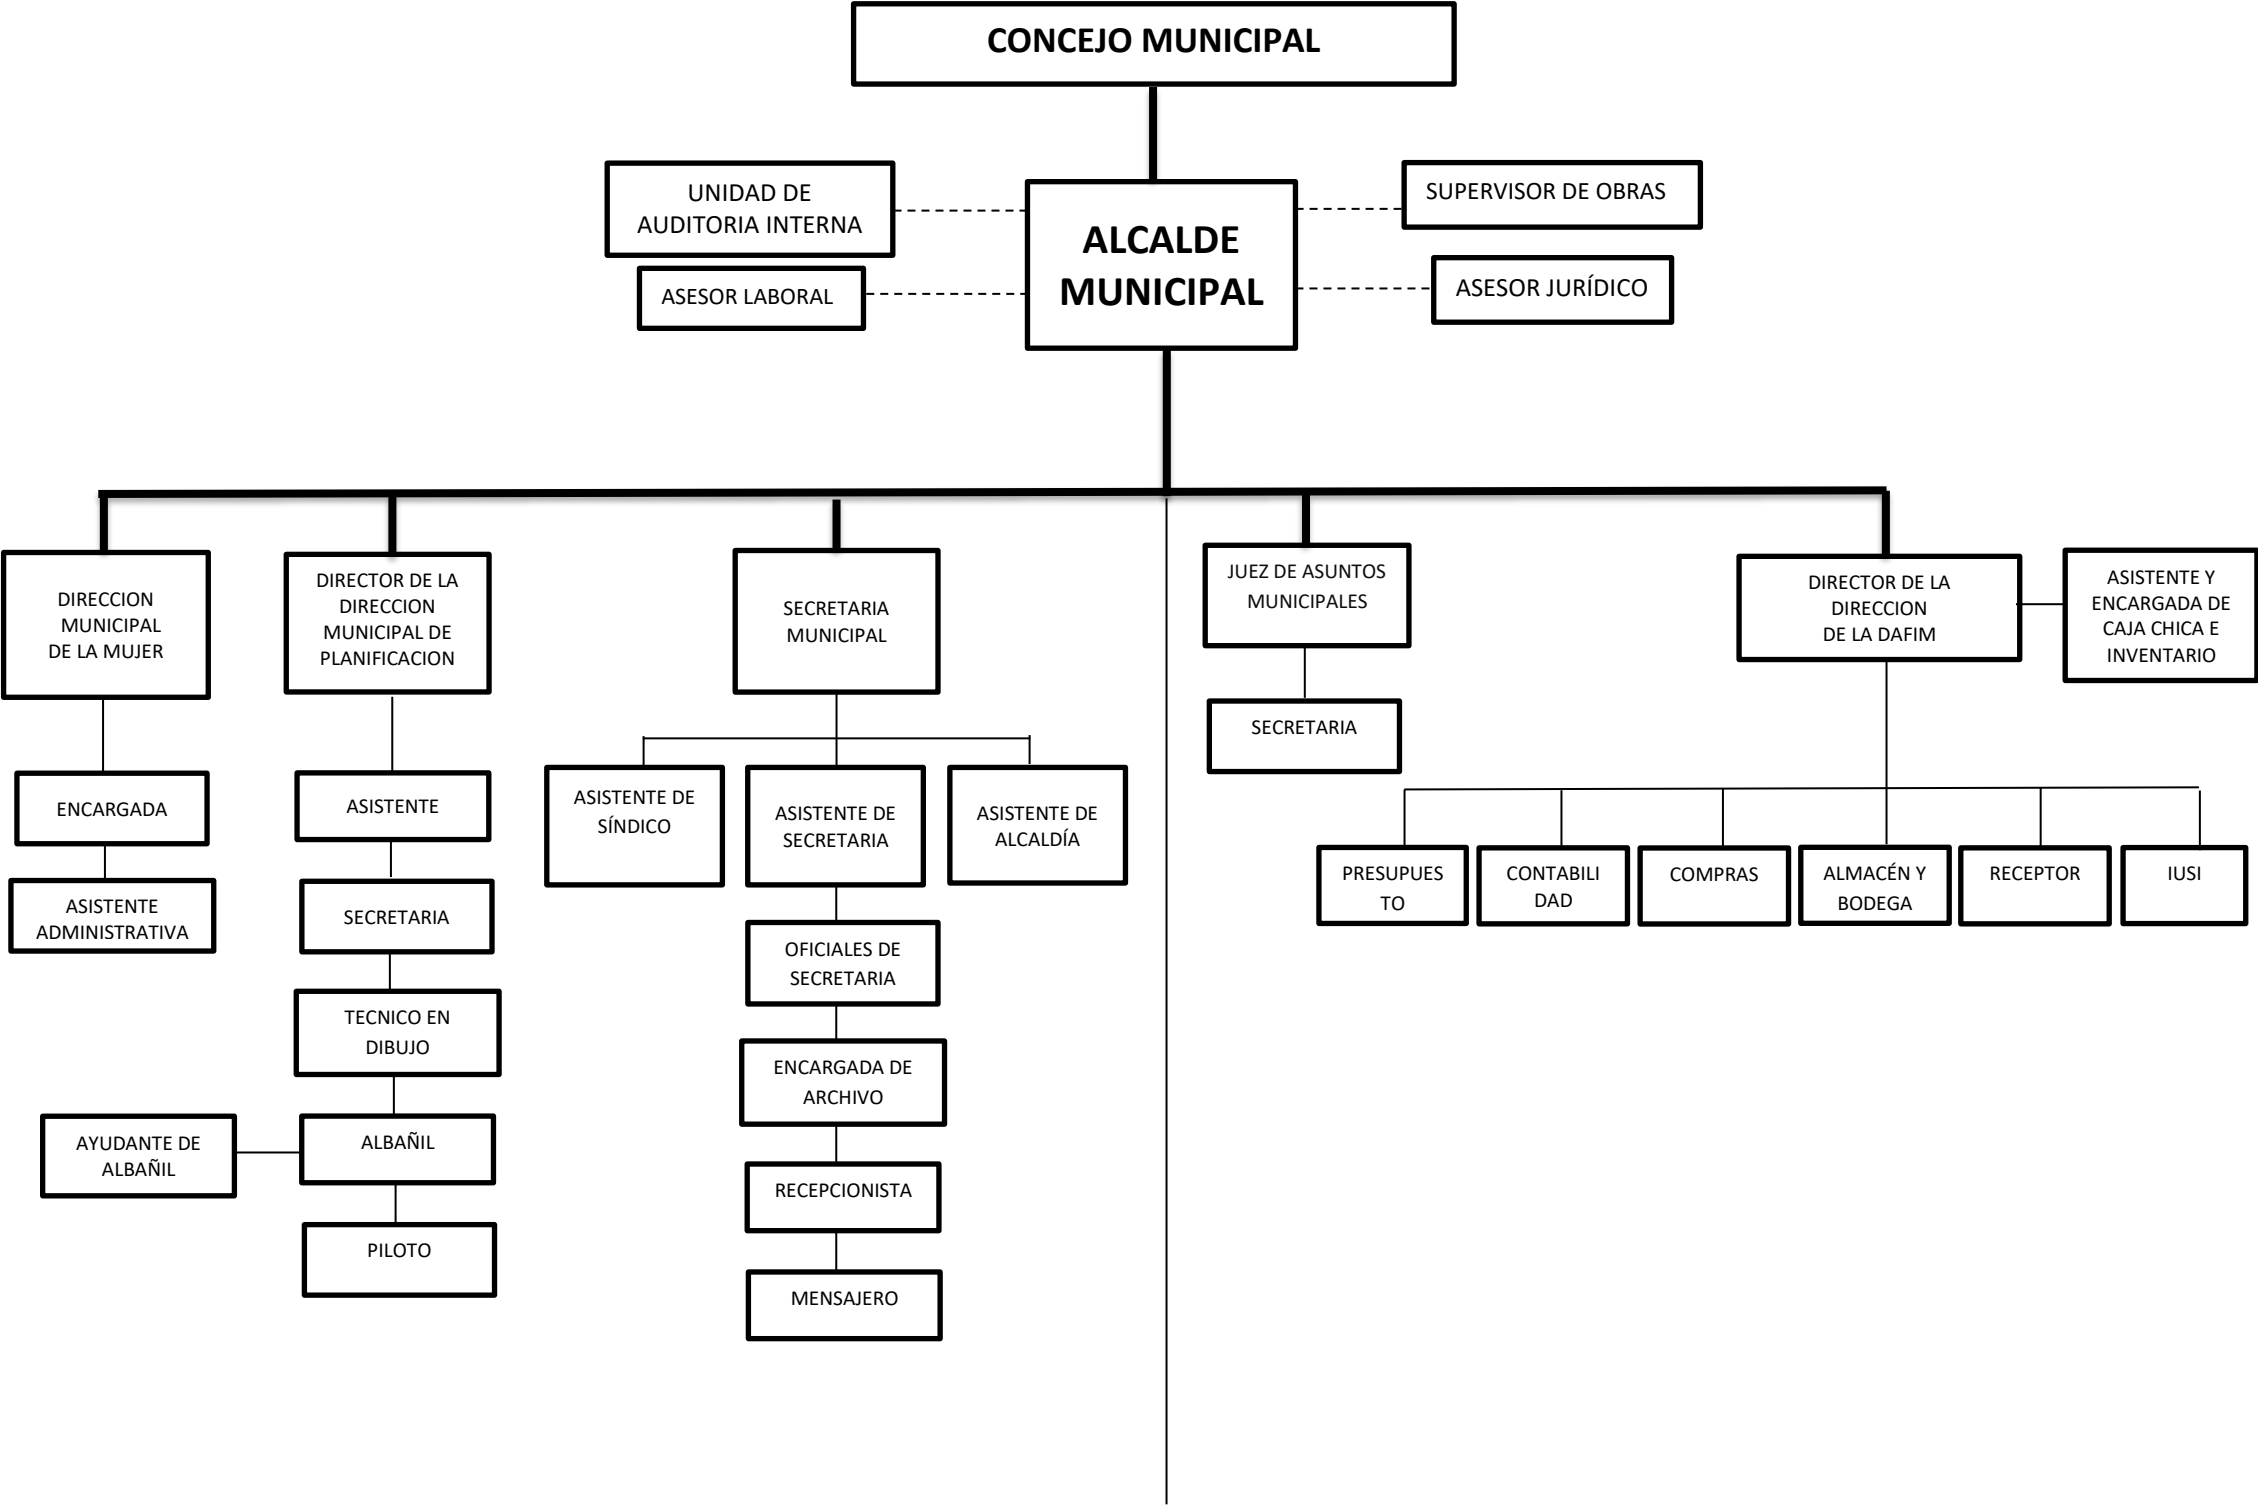 CONCEJO MUNICIPAL
UNIDAD DE
AUDITORIA INTERNA
ASESOR LABORAL
ALCALDE
MUNICIPAL
SUPERVISOR DE OBRAS
ASESOR JURÍDICO
DIRECCION
MUNICIPAL
DE LA MUJER
ENCARGADA
ASISTENTE
ADMINISTRATIVA
DIRECTOR DE LA
DIRECCION
MUNICIPAL DE
PLANIFICACION
ASISTENTE
SECRETARIA
TECNICO EN
DIBUJO
ALBAÑIL
AYUDANTE DE
ALBAÑIL
PILOTO
SECRETARIA
MUNICIPAL
ASISTENTE DE
SÍNDICO
ASISTENTE DE
SECRETARIA
ASISTENTE DE
ALCALDÍA
OFICIALES DE
SECRETARIA
ENCARGADA DE
ARCHIVO
RECEPCIONISTA
MENSAJERO
JUEZ DE ASUNTOS
MUNICIPALES
SECRETARIA
DIRECTOR DE LA
DIRECCION
DE LA DAFIM
ASISTENTE Y
ENCARGADA DE
CAJA CHICA E
INVENTARIO
PRESUPUES
TO
CONTABILI
DAD
COMPRAS
ALMACÉN Y
BODEGA
RECEPTOR
IUSI